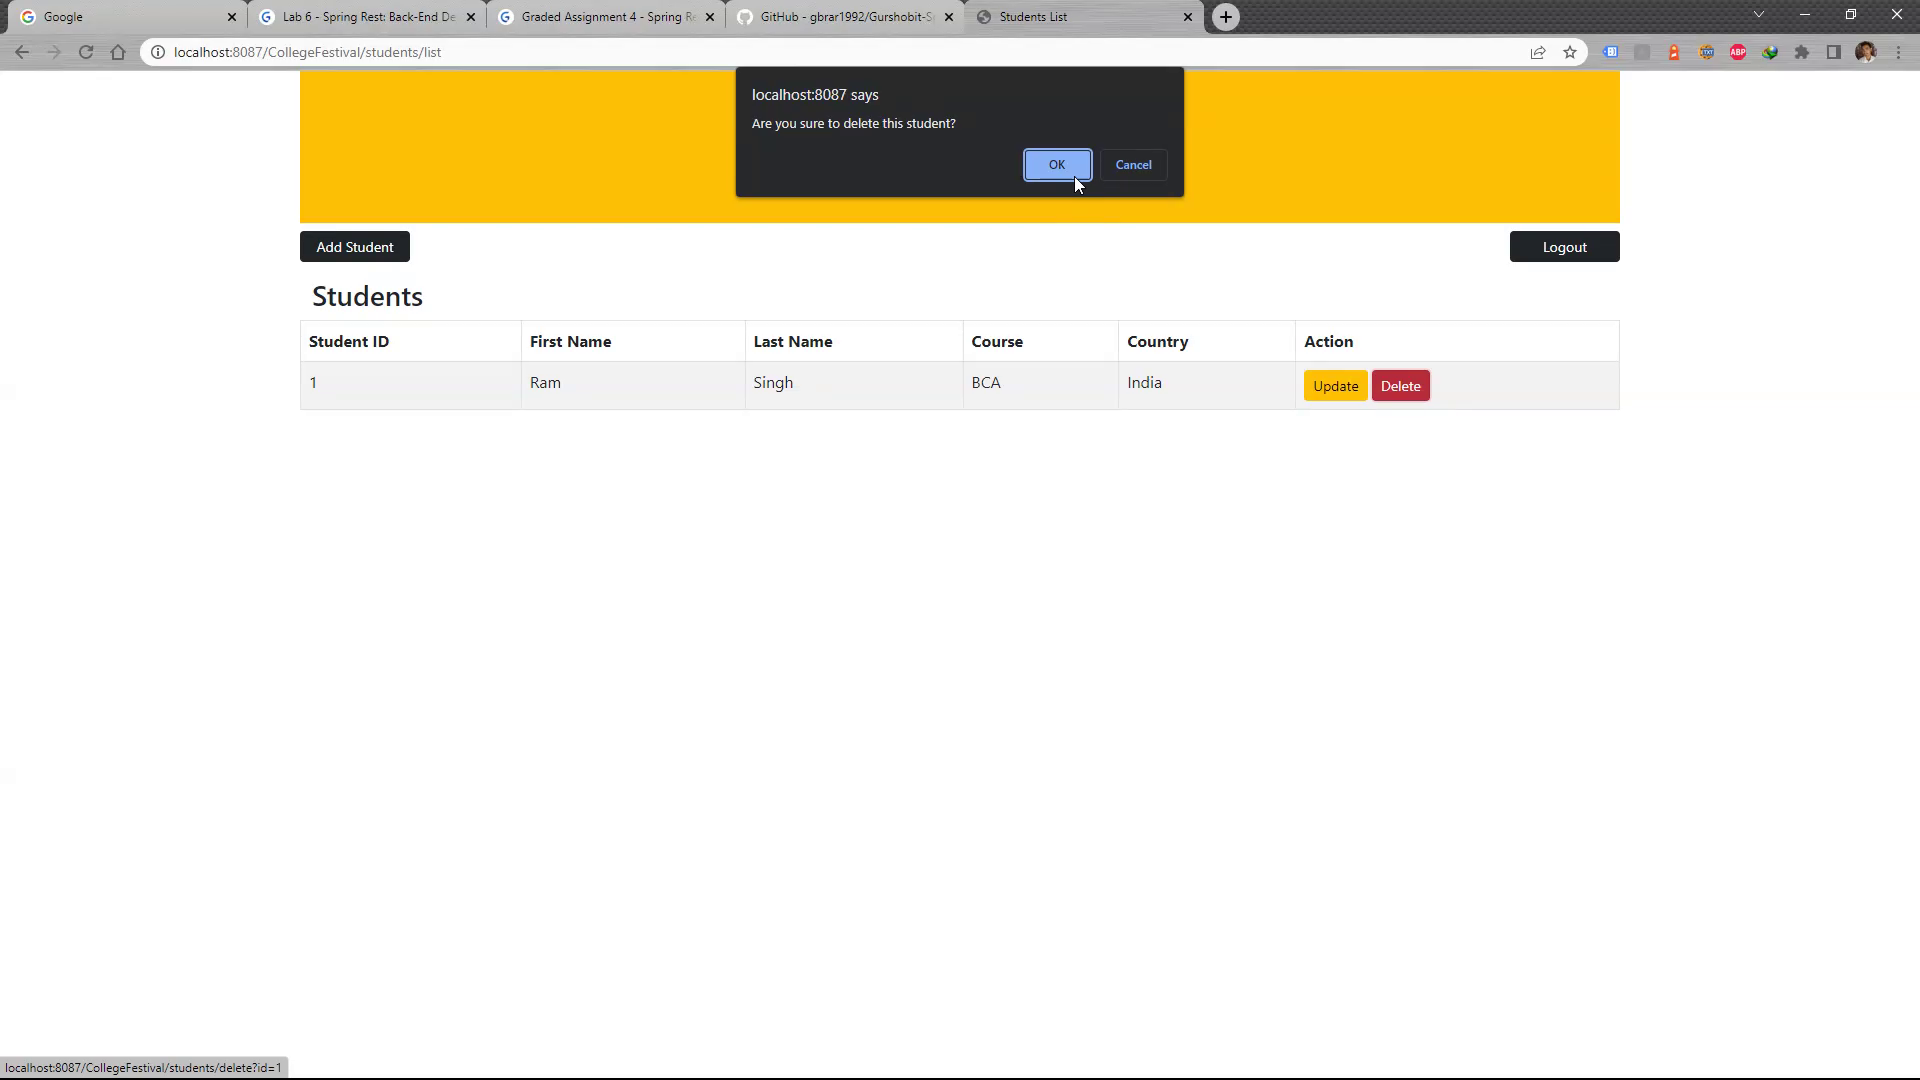 Google
Lab 6 - Spring Rest: Back-End De
Graded Assignment 4 - Spring Re
GitHub - gbrar1992/Gurshobit-S
Students List
localhost:8087/CollegeFestival/students/list
ABP
localhost:8087 says
Are you sure to delete this student?
OK
Cancel
Add Student
Logout
Students
Student ID First Name Last Name Course Country Action
1 Ram Singh BCA India Update Delete
localhost:8087/CollegeFestival/students/delete?id=1